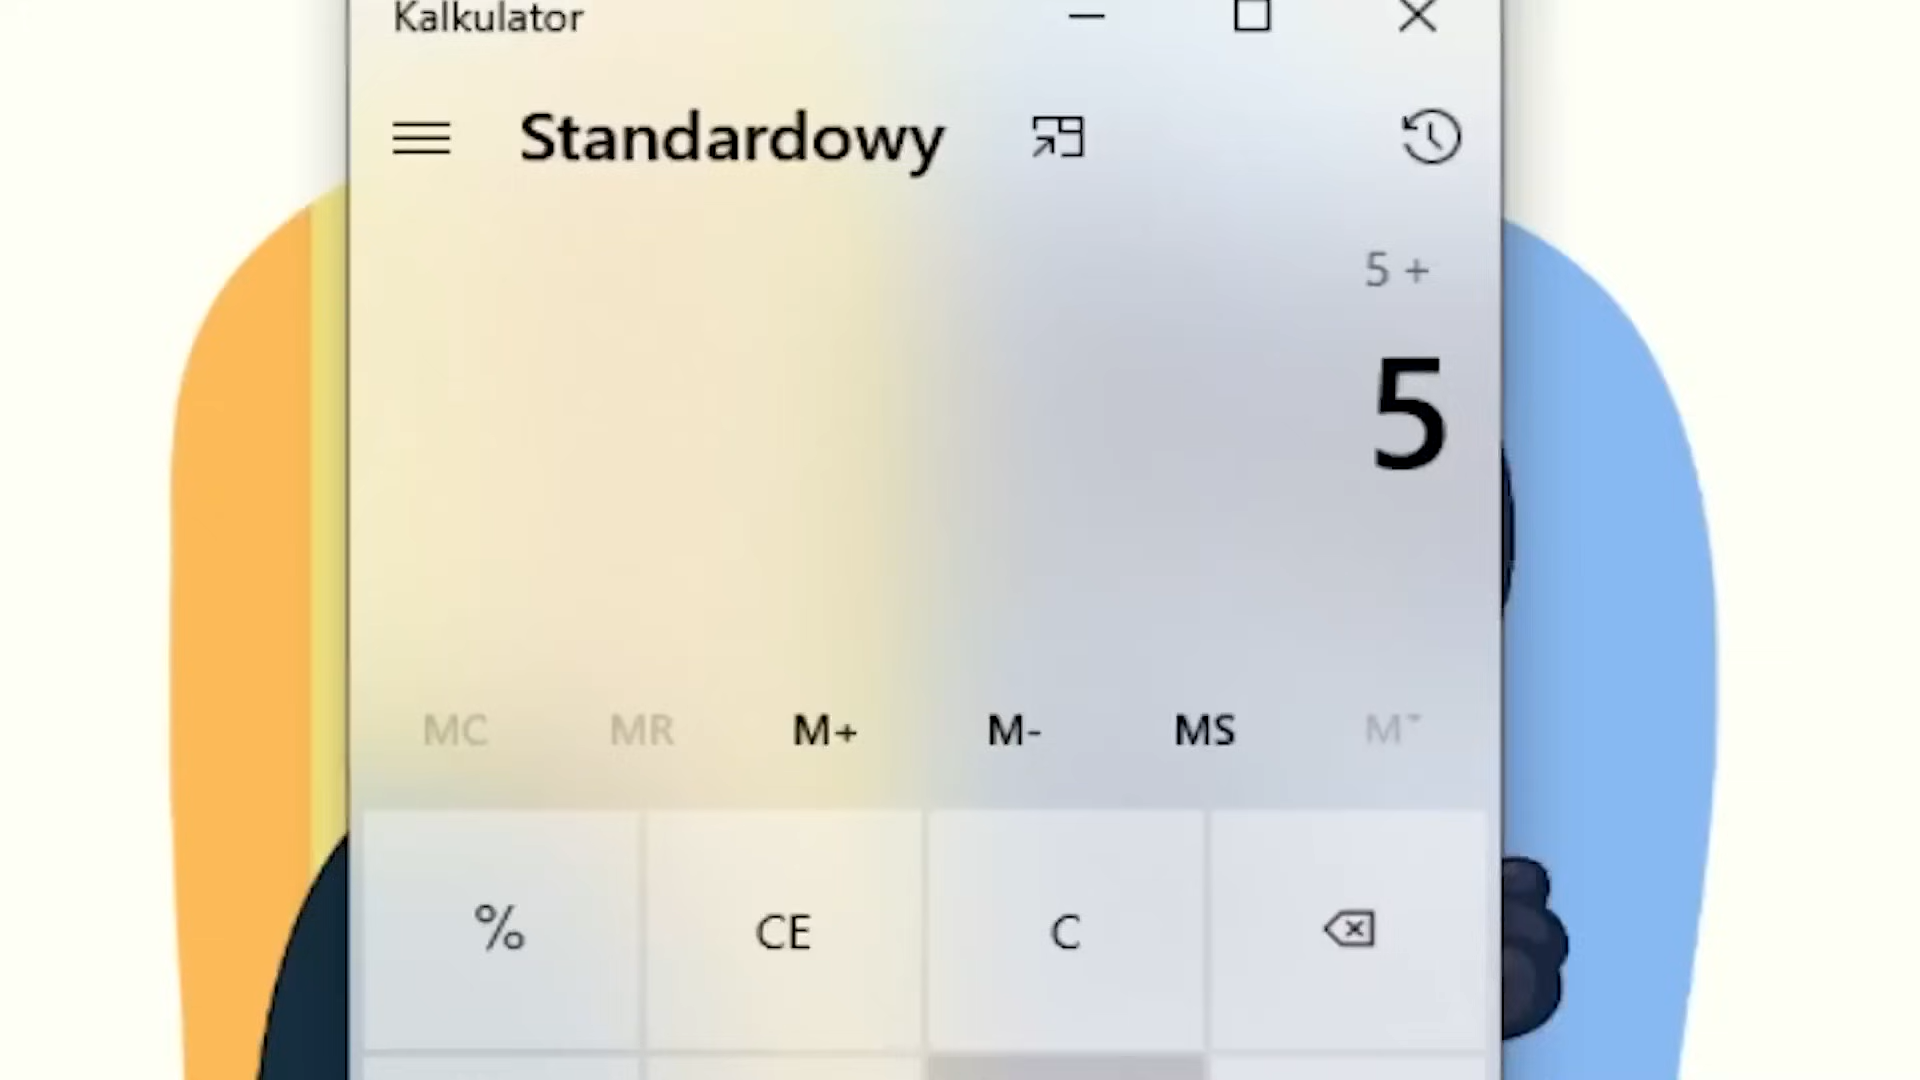 Kalkulator
Standardowy
5 +
5
MC MR M+ M- MS M˅
% CE C